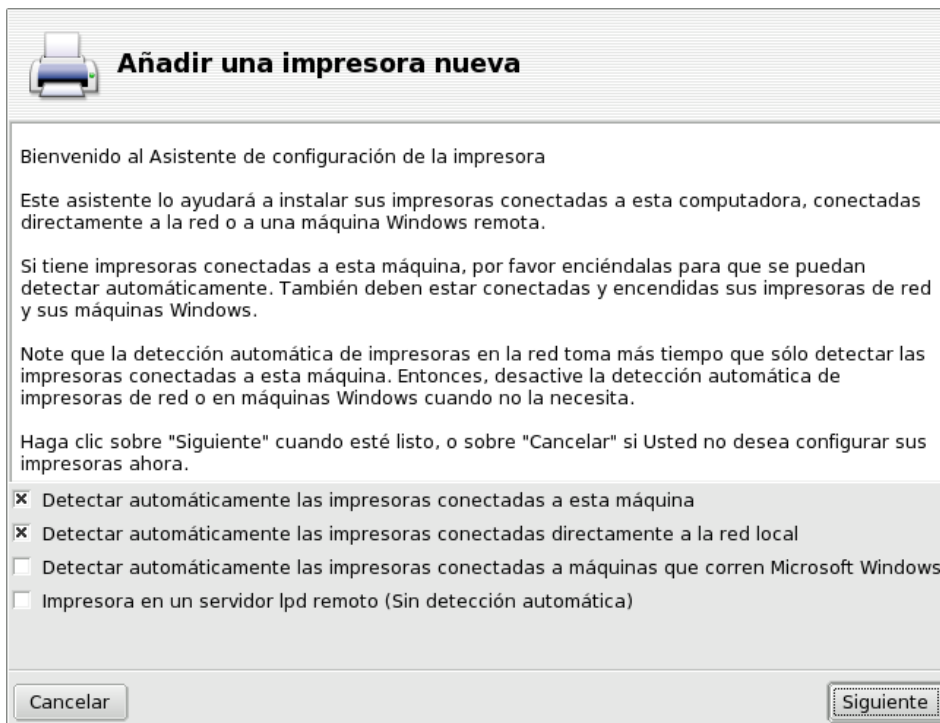 Añadir una impresora nueva
Bienvenido al Asistente de configuración de la impresora
Este asistente lo ayudará a instalar sus impresoras conectadas a esta computadora, conectadas
directamente a la red o a una máquina Windows remota.
Si tiene impresoras conectadas a esta máquina, por favor enciéndalas para que se puedan
detectar automáticamente. También deben estar conectadas y encendidas sus impresoras de red
y sus máquinas Windows.
Note que la detección automática de impresoras en la red toma más tiempo que sólo detectar las
impresoras conectadas a esta máquina. Entonces, desactive la detección automática de
impresoras de red o en máquinas Windows cuando no la necesita.
Haga clic sobre "Siguiente" cuando esté listo, o sobre "Cancelar" si Usted no desea configurar sus
impresoras ahora.
Detectar automáticamente las impresoras conectadas a esta máquina
Detectar automáticamente las impresoras conectadas directamente a la red local
Detectar automáticamente las impresoras conectadas a máquinas que corren Microsoft Windows
Impresora en un servidor lpd remoto (Sin detección automática)
Cancelar
Siguiente